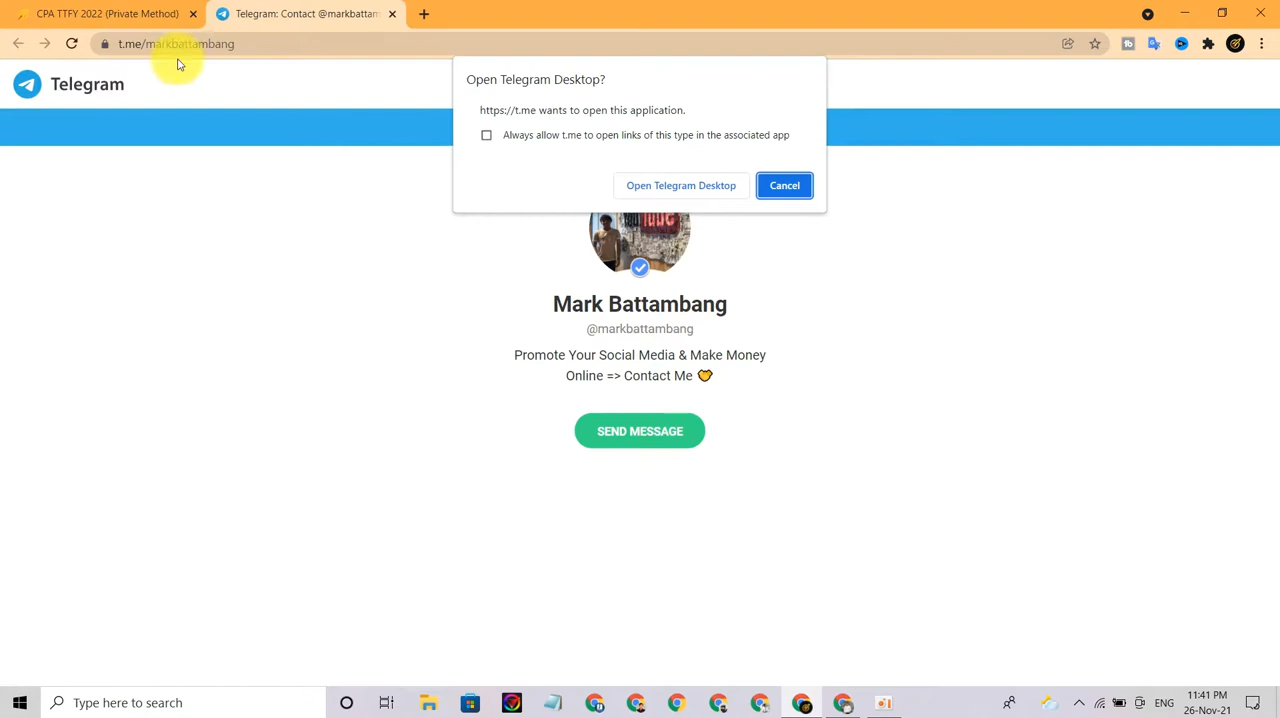 CPA TTFY 2022 (Private Method)
Telegram: Contact @markbattam
t.me/markbattambang
Telegram
Open Telegram Desktop?
https://t.me wants to open this application.
Always allow t.me to open links of this type in the associated app
Open Telegram Desktop
Cancel
Mark Battambang
@markbattambang
Promote Your Social Media & Make Money
Online => Contact Me
SEND MESSAGE
Type here to search
ENG
11:41 PM
26-Nov-21